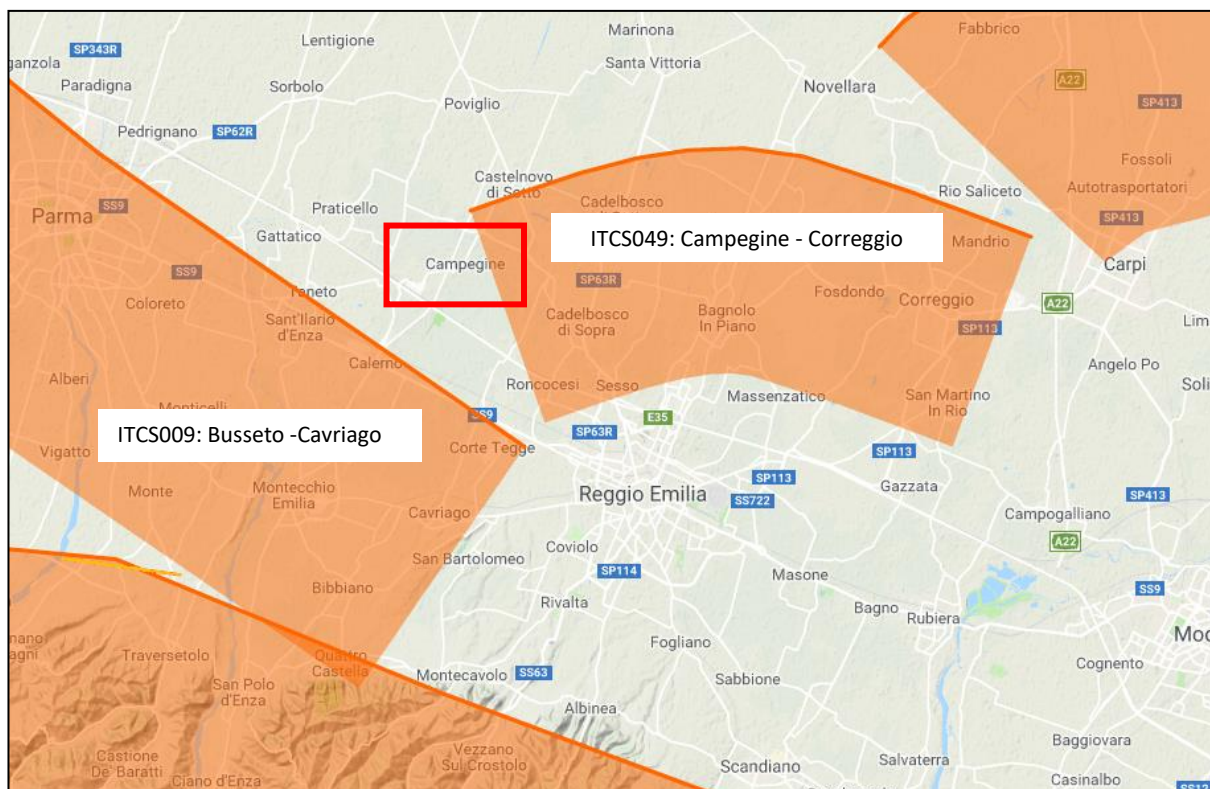 Marinona
Fabbrico
Lentigione
SP343R
Santa Vittoria
Paradigna
Sorbolo
Novellara
A22
Poviglio
SP413
Pedrignano
SP62R
Fossoli
Castelnovo
di Sotto
Autotrasportatori
Rio Saliceto
Cadelbosco
Praticello
Parma
SS9
SP413
Gattatico
ITCS049: Campegine - Correggio
Mandrio
Campegine
Carpi
SS9
SP63R
Coloreto
Taneto
Fosdondo
Correggio
A22
Sant'Ilario
d'Enza
Cadelbosco
di Sopra
Bagnolo
In Piano
SP113
Calerno
Angelo Po
Alberi
Roncocesi
Sesso
Massenzatico
San Martino
In Rio
Monticelli
SS9
E35
ITCS009: Busseto -Cavriago
SP63R
Vigatto
Corte Tegge
SP113
SP113
Monte
Montecchio
Emilia
Reggio Emilia
SS722
Gazzata
SP413
Cavriago
Campogalliano
San Bartolomeo
Coviolo
A22
SP114
Masone
Bibbiano
SS9
Rivalta
Bagno
Rubiera
Traversetolo
Quattro
Castella
Fogliano
Cognento
Montecavolo
SS63
Sabbione
San Polo
d'Enza
Albinea
Baggiovara
Castione
De' Baratti
Vezzano
Sul Crostolo
Scandiano
Salvaterra
Ciano d'Enza
Casinalbo